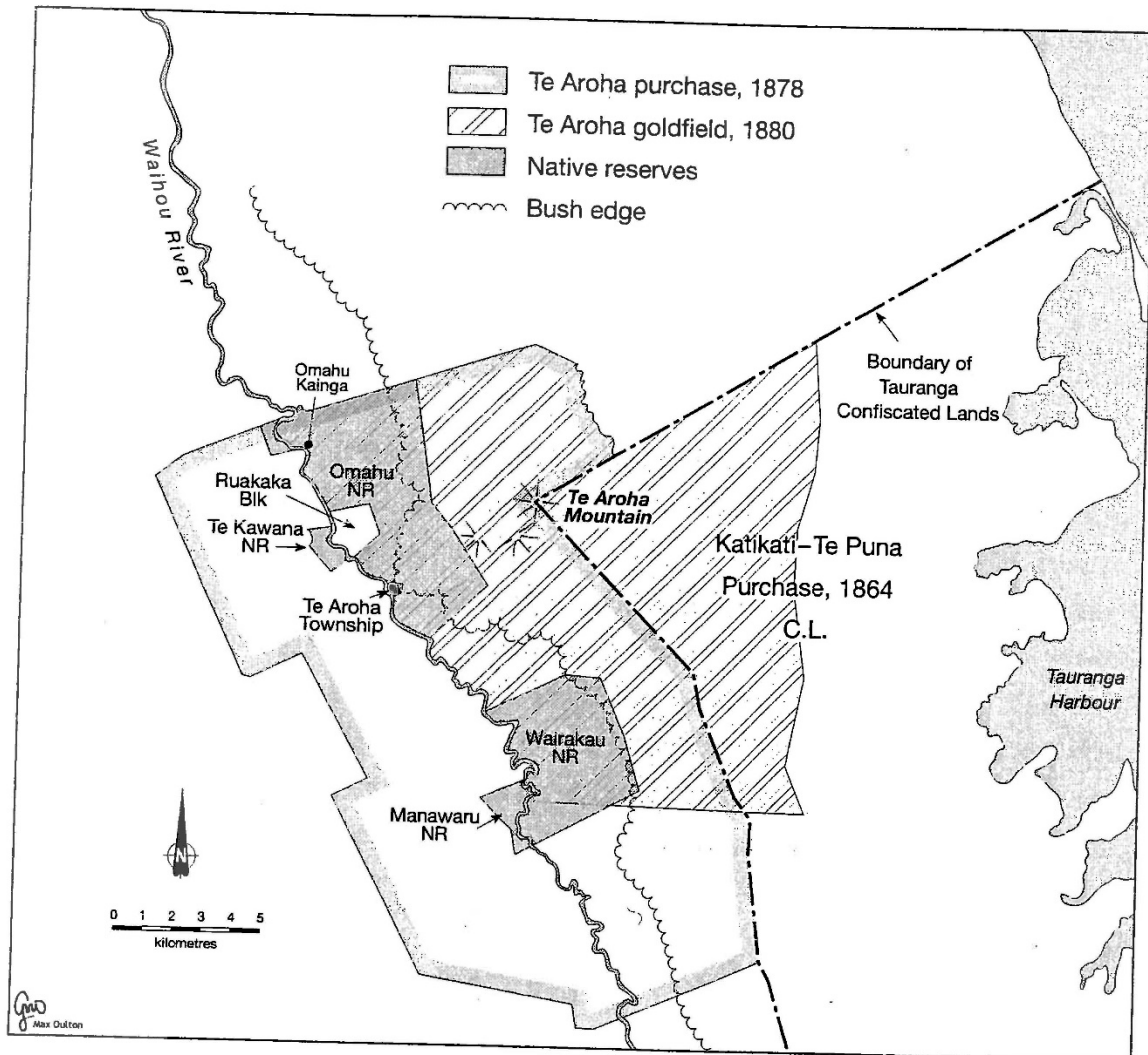 Te Aroha purchase, 1878
Te Aroha goldfield, 1880
Native reserves
Bush edge
Waihou River
Boundary of
Tauranga
Confiscated Lands
Omahu
Kainga
Omahu
NR
Ruakaka
Blk
Te Kawana
NR
Te Aroha
Mountain
Katikati–Te Puna
Purchase, 1864
C.L.
Te Aroha
Township
Tauranga
Harbour
Wairakau
NR
Manawaru
NR
N
0 1 2 3 4 5
kilometres
Max Oulton